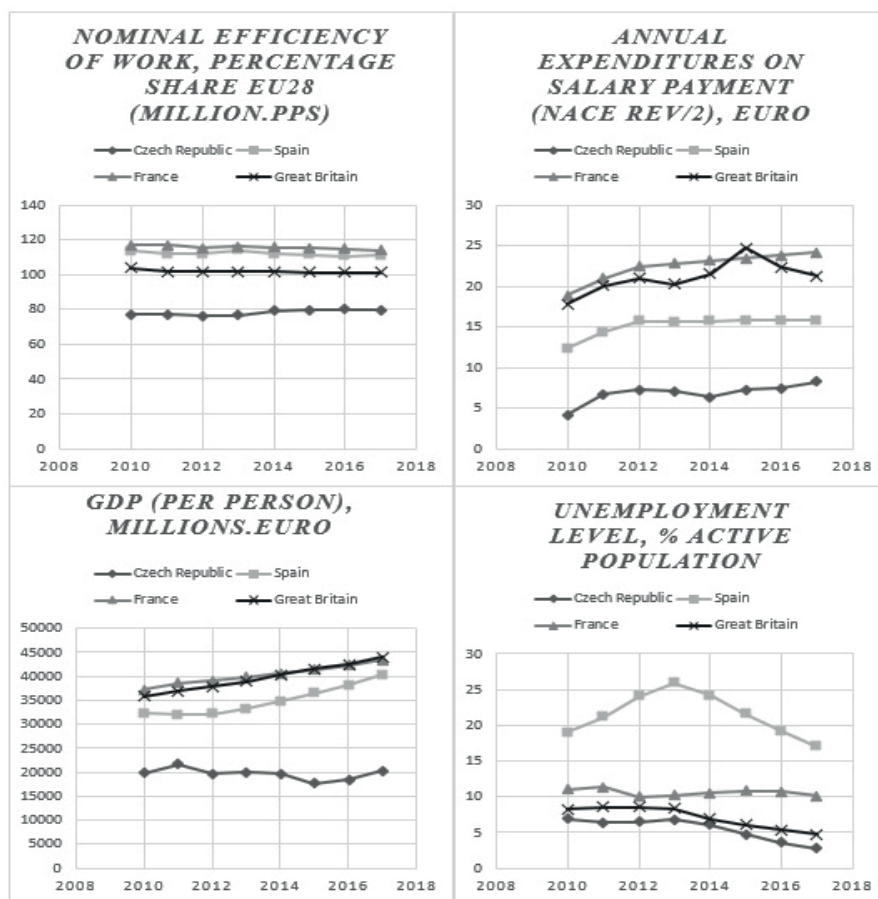 NOMINAL EFFICIENCY
OF WORK, PERCENTAGE
SHARE EU28
(MILLION.PPS)
Czech Republic Spain
France Great Britain
140
120
100
80
60
40
20
0
2008 2010 2012 2014 2016 2018
ANNUAL
EXPENDITURES ON
SALARY PAYMENT
(NACE REV/2), EURO
Czech Republic Spain
France Great Britain
30
25
20
15
10
5
0
2008 2010 2012 2014 2016 2018
GDP (PER PERSON),
MILLIONS.EURO
Czech Republic Spain
France Great Britain
50000
45000
40000
35000
30000
25000
20000
15000
10000
5000
0
2008 2010 2012 2014 2016 2018
UNEMPLOYMENT
LEVEL, % ACTIVE
POPULATION
Czech Republic Spain
France Great Britain
30
25
20
15
10
5
0
2008 2010 2012 2014 2016 2018